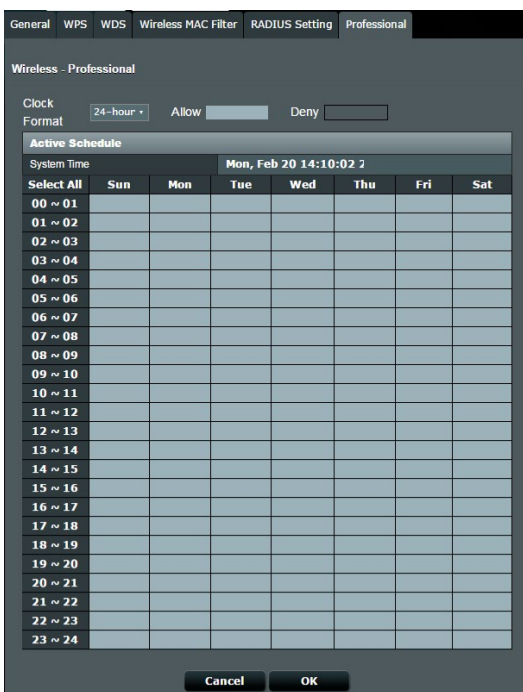 General WPS WDS Wireless MAC Filter RADIUS Setting Professional
Wireless - Professional
Clock Format 24-hour Allow Deny
Active Schedule
System Time Mon, Feb 20 14:10:02 2
Select All Sun Mon Tue Wed Thu Fri Sat
00 ~ 01
01 ~ 02
02 ~ 03
03 ~ 04
04 ~ 05
05 ~ 06
06 ~ 07
07 ~ 08
08 ~ 09
09 ~ 10
10 ~ 11
11 ~ 12
12 ~ 13
13 ~ 14
14 ~ 15
15 ~ 16
16 ~ 17
17 ~ 18
18 ~ 19
19 ~ 20
20 ~ 21
21 ~ 22
22 ~ 23
23 ~ 24
Cancel OK